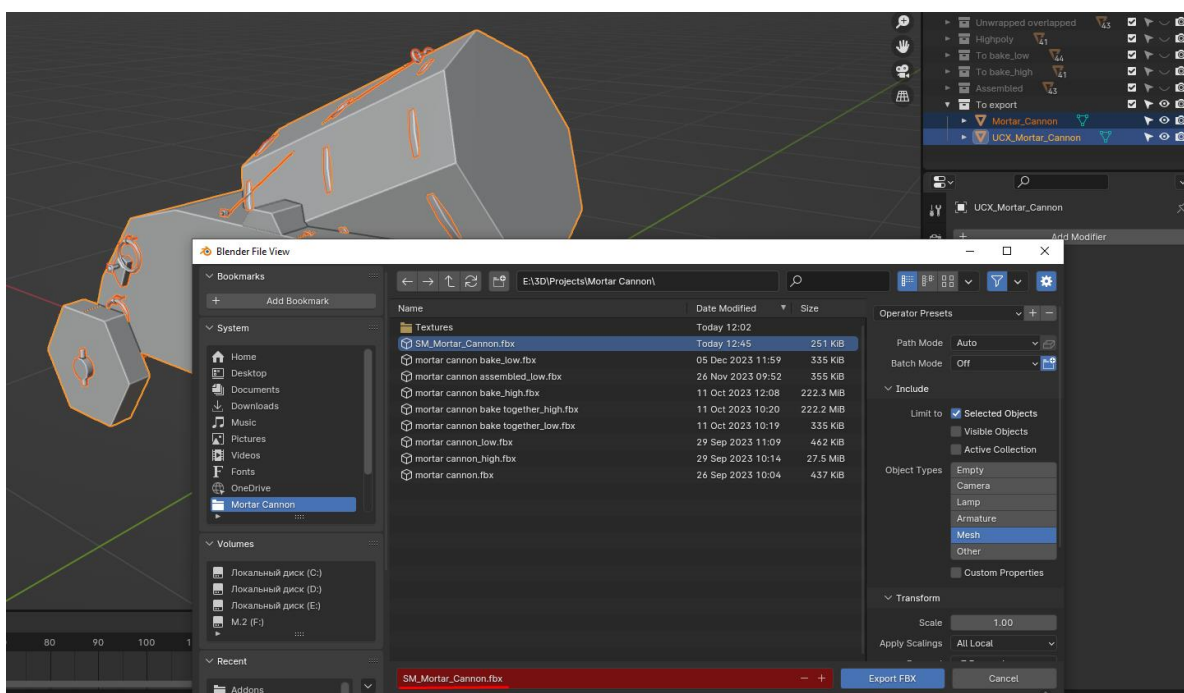 Unwrapped overlapped 43
Highpoly 41
To bake_low 44
To bake_high 41
Assembled 43
To export
Mortar_Cannon
UCX_Mortar_Cannon
UCX_Mortar_Cannon
+ Add Modifier
Blender File View
Bookmarks
+ Add Bookmark
System
Home
Desktop
Documents
Downloads
Music
Pictures
Videos
Fonts
OneDrive
Mortar Cannon
Volumes
Локальный диск (C:)
Локальный диск (D:)
Локальный диск (E:)
M.2 (F:)
Recent
Addons
E:\3D\Projects\Mortar Cannon\
Name Date Modified Size
Textures Today 12:02
SM_Mortar_Cannon.fbx Today 12:45 251 KiB
mortar cannon bake_low.fbx 05 Dec 2023 11:59 335 KiB
mortar cannon assembled_low.fbx 26 Nov 2023 09:52 355 KiB
mortar cannon bake_high.fbx 11 Oct 2023 12:08 222.3 MiB
mortar cannon bake together_high.fbx 11 Oct 2023 10:20 222.2 MiB
mortar cannon bake together_low.fbx 11 Oct 2023 10:19 335 KiB
mortar cannon_low.fbx 29 Sep 2023 11:09 462 KiB
mortar cannon_high.fbx 29 Sep 2023 10:14 27.5 MiB
mortar cannon.fbx 26 Sep 2023 10:04 437 KiB
Operator Presets + −
Path Mode Auto
Batch Mode Off
Include
Limit to Selected Objects
Visible Objects
Active Collection
Object Types Empty
Camera
Lamp
Armature
Mesh
Other
Custom Properties
Transform
Scale 1.00
Apply Scalings All Local
80 90 100
SM_Mortar_Cannon.fbx − + Export FBX Cancel